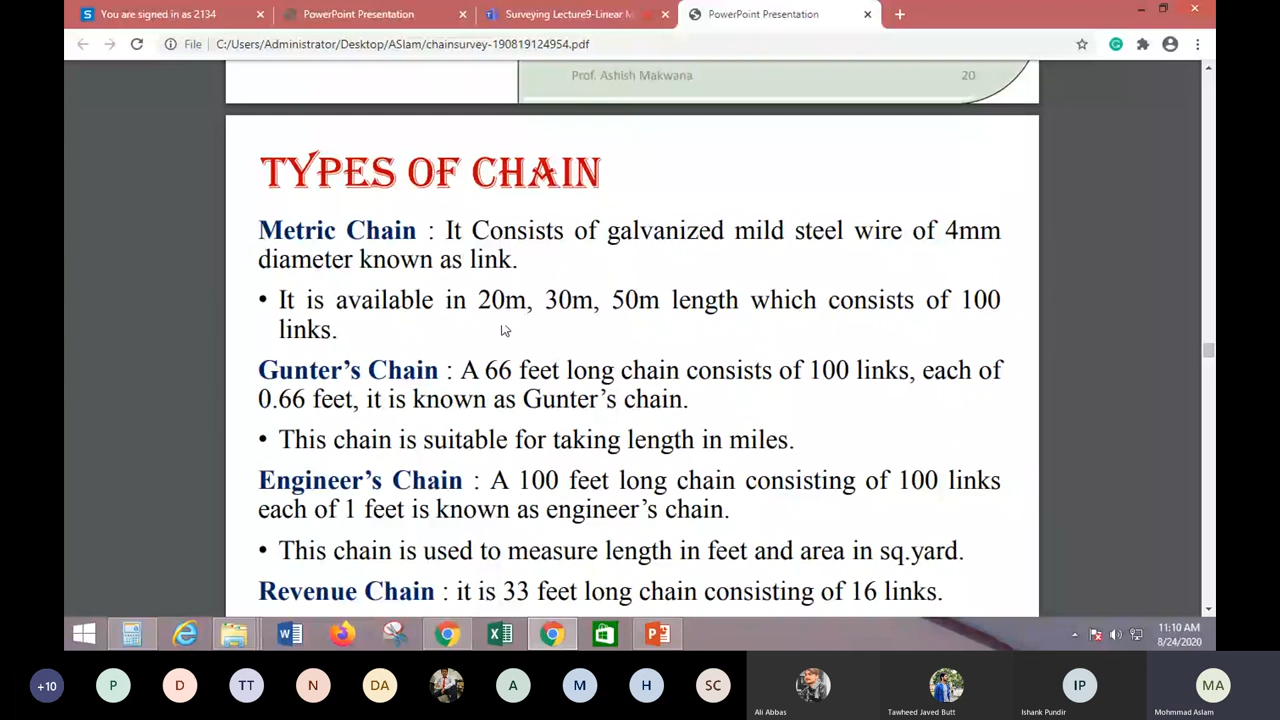 You are signed in as 2134
PowerPoint Presentation
Surveying Lecture9-Linear M
PowerPoint Presentation
File
C:/Users/Administrator/Desktop/ASlam/chainsurvey-190819124954.pdf
Prof. Ashish Makwana
20
TYPES OF CHAIN
Metric Chain : It Consists of galvanized mild steel wire of 4mm
diameter known as link.
• It is available in 20m, 30m, 50m length which consists of 100
links.
Gunter's Chain : A 66 feet long chain consists of 100 links, each of
0.66 feet, it is known as Gunter's chain.
• This chain is suitable for taking length in miles.
Engineer's Chain : A 100 feet long chain consisting of 100 links
each of 1 feet is known as engineer's chain.
• This chain is used to measure length in feet and area in sq.yard.
Revenue Chain : it is 33 feet long chain consisting of 16 links.
11:10 AM
8/24/2020
+10
P
D
TT
N
DA
A
M
H
SC
IP
MA
Ali Abbas
Tawheed Javed Butt
Ishank Pundir
Mohmmad Aslam